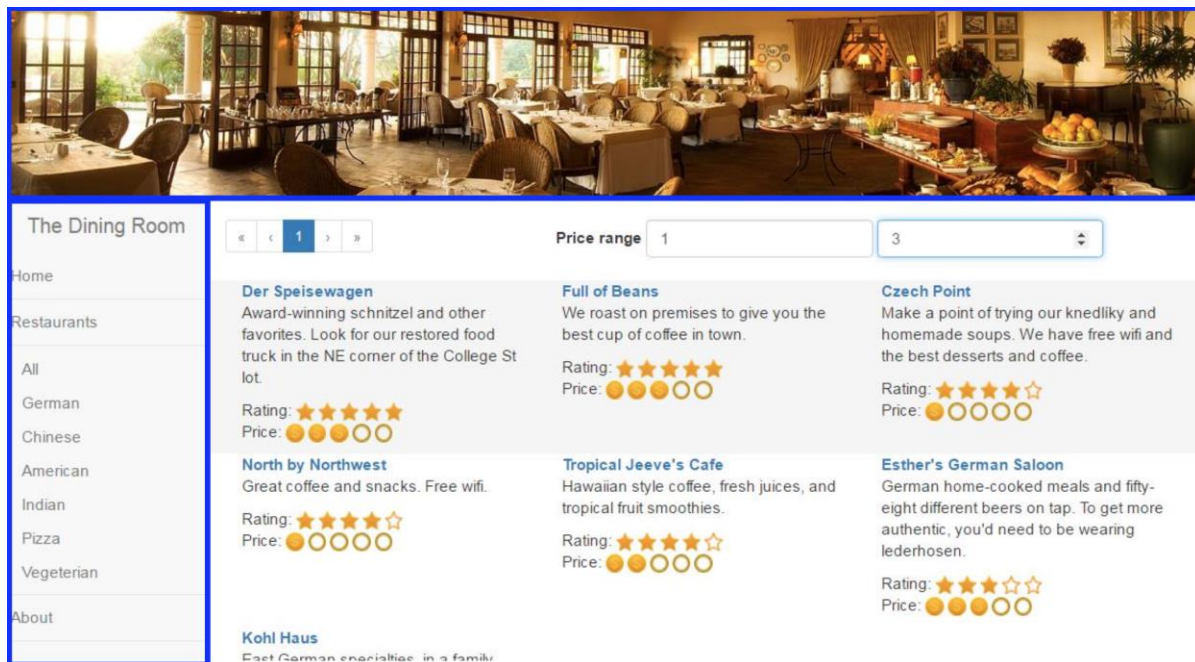 The Dining Room
Home
Restaurants
All
German
Chinese
American
Indian
Pizza
Vegeterian
About
« ‹ 1 › »
Price range 1 3
Der Speisewagen
Award-winning schnitzel and other
favorites. Look for our restored food
truck in the NE corner of the College St
lot.
Rating:
Price:
Full of Beans
We roast on premises to give you the
best cup of coffee in town.
Rating:
Price:
Czech Point
Make a point of trying our knedlíky and
homemade soups. We have free wifi and
the best desserts and coffee.
Rating:
Price:
North by Northwest
Great coffee and snacks. Free wifi.
Rating:
Price:
Tropical Jeeve's Cafe
Hawaiian style coffee, fresh juices, and
tropical fruit smoothies.
Rating:
Price:
Esther's German Saloon
German home-cooked meals and fifty-
eight different beers on tap. To get more
authentic, you'd need to be wearing
lederhosen.
Rating:
Price:
Kohl Haus
East German specialties, in a family